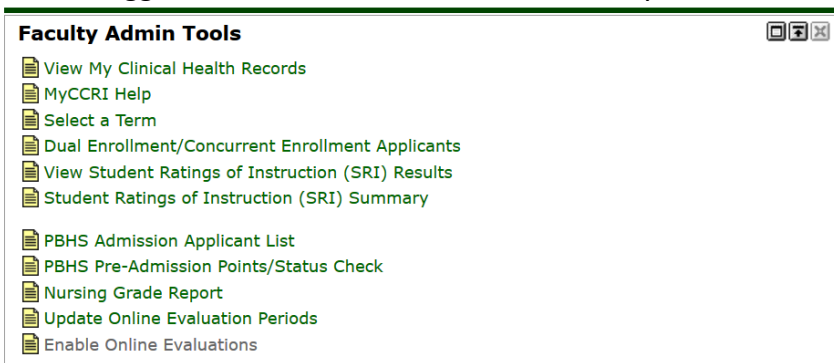 Faculty Admin Tools
View My Clinical Health Records
MyCCRI Help
Select a Term
Dual Enrollment/Concurrent Enrollment Applicants
View Student Ratings of Instruction (SRI) Results
Student Ratings of Instruction (SRI) Summary
PBHS Admission Applicant List
PBHS Pre-Admission Points/Status Check
Nursing Grade Report
Update Online Evaluation Periods
Enable Online Evaluations